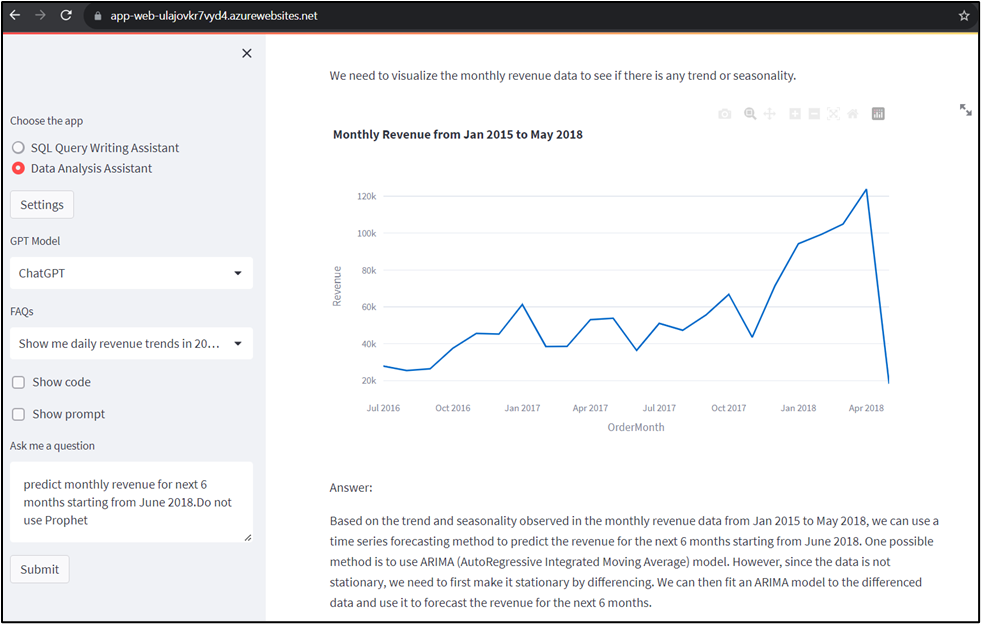 app-web-ulajovkr7vyd4.azurewebsites.net
Choose the app
SQL Query Writing Assistant
Data Analysis Assistant
Settings
GPT Model
ChatGPT
FAQs
Show me daily revenue trends in 20...
Show code
Show prompt
Ask me a question
predict monthly revenue for next 6
months starting from June 2018.Do not
use Prophet
Submit
We need to visualize the monthly revenue data to see if there is any trend or seasonality.
Monthly Revenue from Jan 2015 to May 2018
120k
100k
80k
60k
40k
20k
Revenue
Jul 2016 Oct 2016 Jan 2017 Apr 2017 Jul 2017 Oct 2017 Jan 2018 Apr 2018
OrderMonth
Answer:
Based on the trend and seasonality observed in the monthly revenue data from Jan 2015 to May 2018, we can use a
time series forecasting method to predict the revenue for the next 6 months starting from June 2018. One possible
method is to use ARIMA (AutoRegressive Integrated Moving Average) model. However, since the data is not
stationary, we need to first make it stationary by differencing. We can then fit an ARIMA model to the differenced
data and use it to forecast the revenue for the next 6 months.